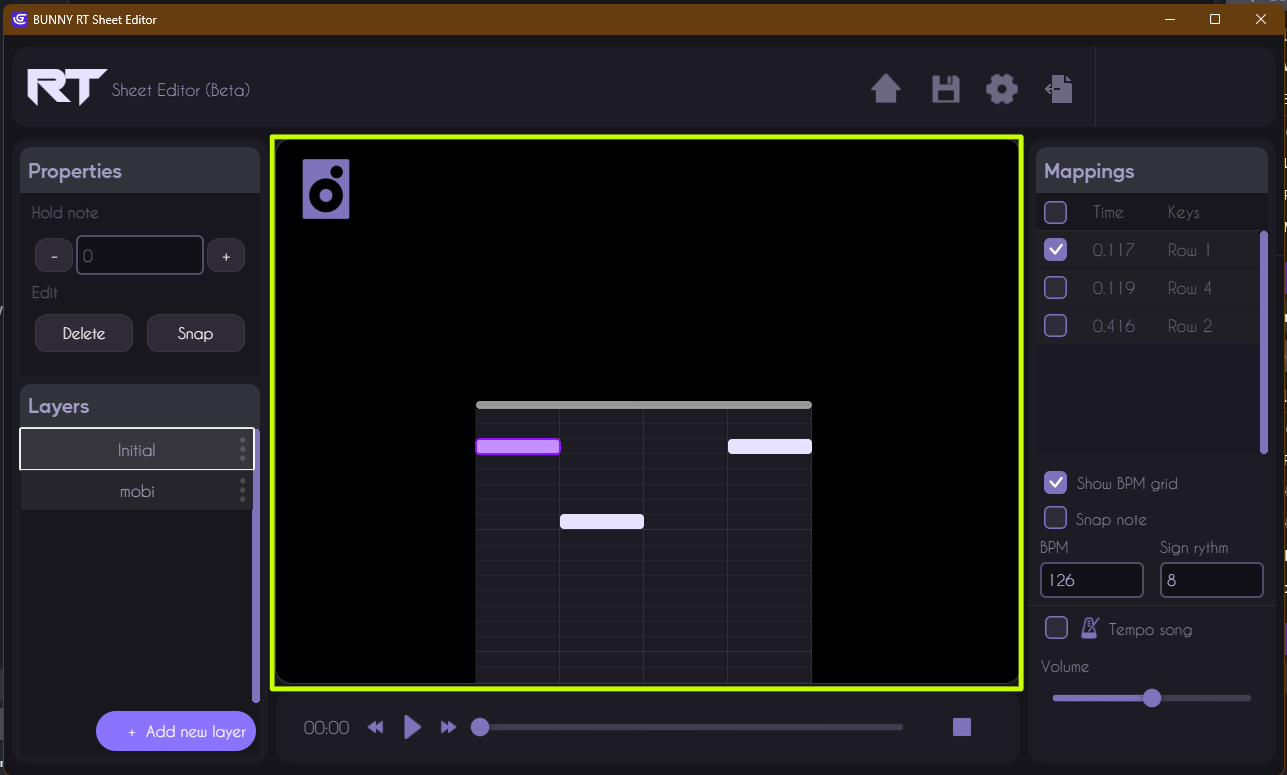 BUNNY RT Sheet Editor
RT Sheet Editor (Beta)
Properties
Hold note
- 0 +
Edit
Delete Snap
Layers
Initial
mobi
+ Add new layer
00:00
Mappings
Time Keys
0.117 Row 1
0.119 Row 4
0.416 Row 2
Show BPM grid
Snap note
BPM Sign rythm
126 8
Tempo song
Volume